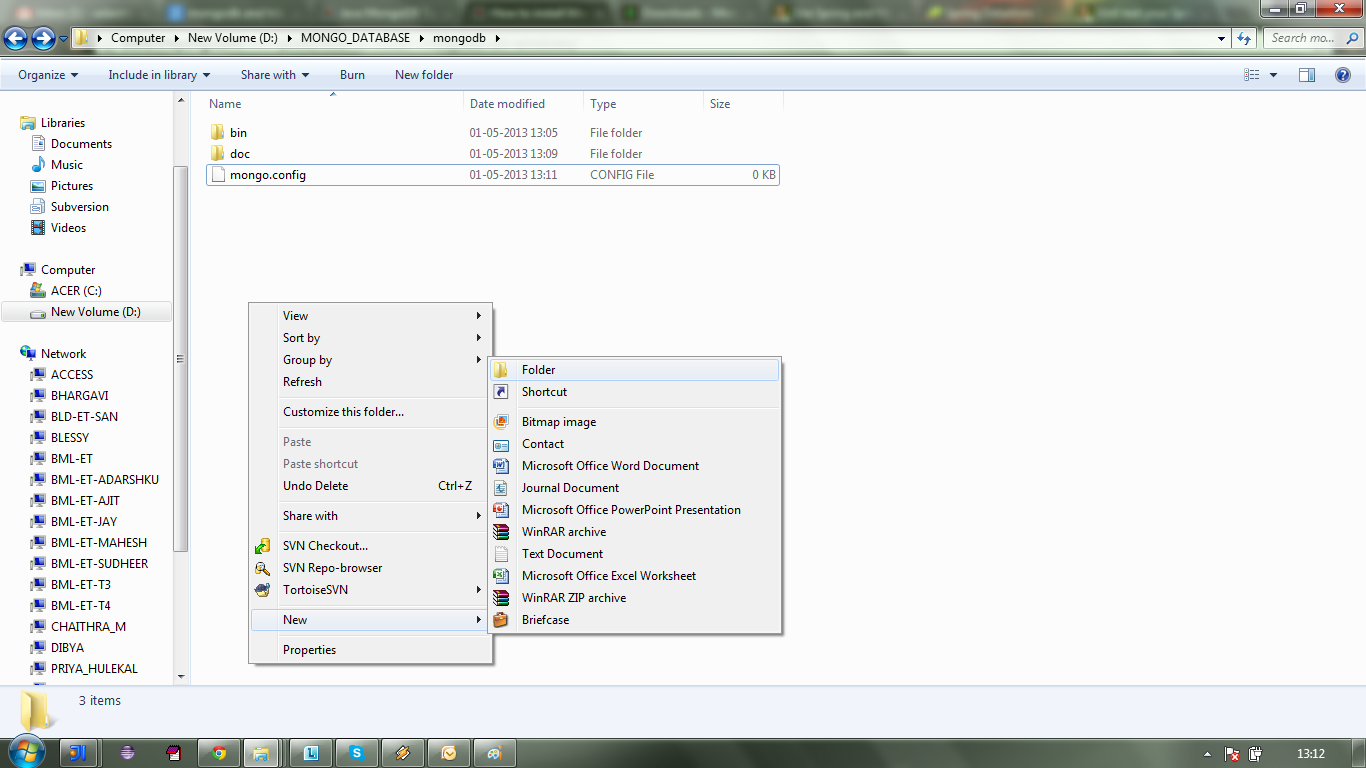 Computer New Volume (D:) MONGO_DATABASE mongodb
Search mo...
Organize Include in library Share with Burn New folder
Name Date modified Type Size
Libraries
Documents
Music
Pictures
Subversion
Videos
Computer
ACER (C:)
New Volume (D:)
Network
ACCESS
BHARGAVI
BLD-ET-SAN
BLESSY
BML-ET
BML-ET-ADARSHKU
BML-ET-AJIT
BML-ET-JAY
BML-ET-MAHESH
BML-ET-SUDHEER
BML-ET-T3
BML-ET-T4
CHAITHRA_M
DIBYA
PRIYA_HULEKAL
bin 01-05-2013 13:05 File folder
doc 01-05-2013 13:09 File folder
mongo.config 01-05-2013 13:11 CONFIG File 0 KB
View
Sort by
Group by
Refresh
Customize this folder...
Paste
Paste shortcut
Undo Delete Ctrl+Z
Share with
SVN Checkout...
SVN Repo-browser
TortoiseSVN
New
Properties
Folder
Shortcut
Bitmap image
Contact
Microsoft Office Word Document
Journal Document
Microsoft Office PowerPoint Presentation
WinRAR archive
Text Document
Microsoft Office Excel Worksheet
WinRAR ZIP archive
Briefcase
3 items
13:12